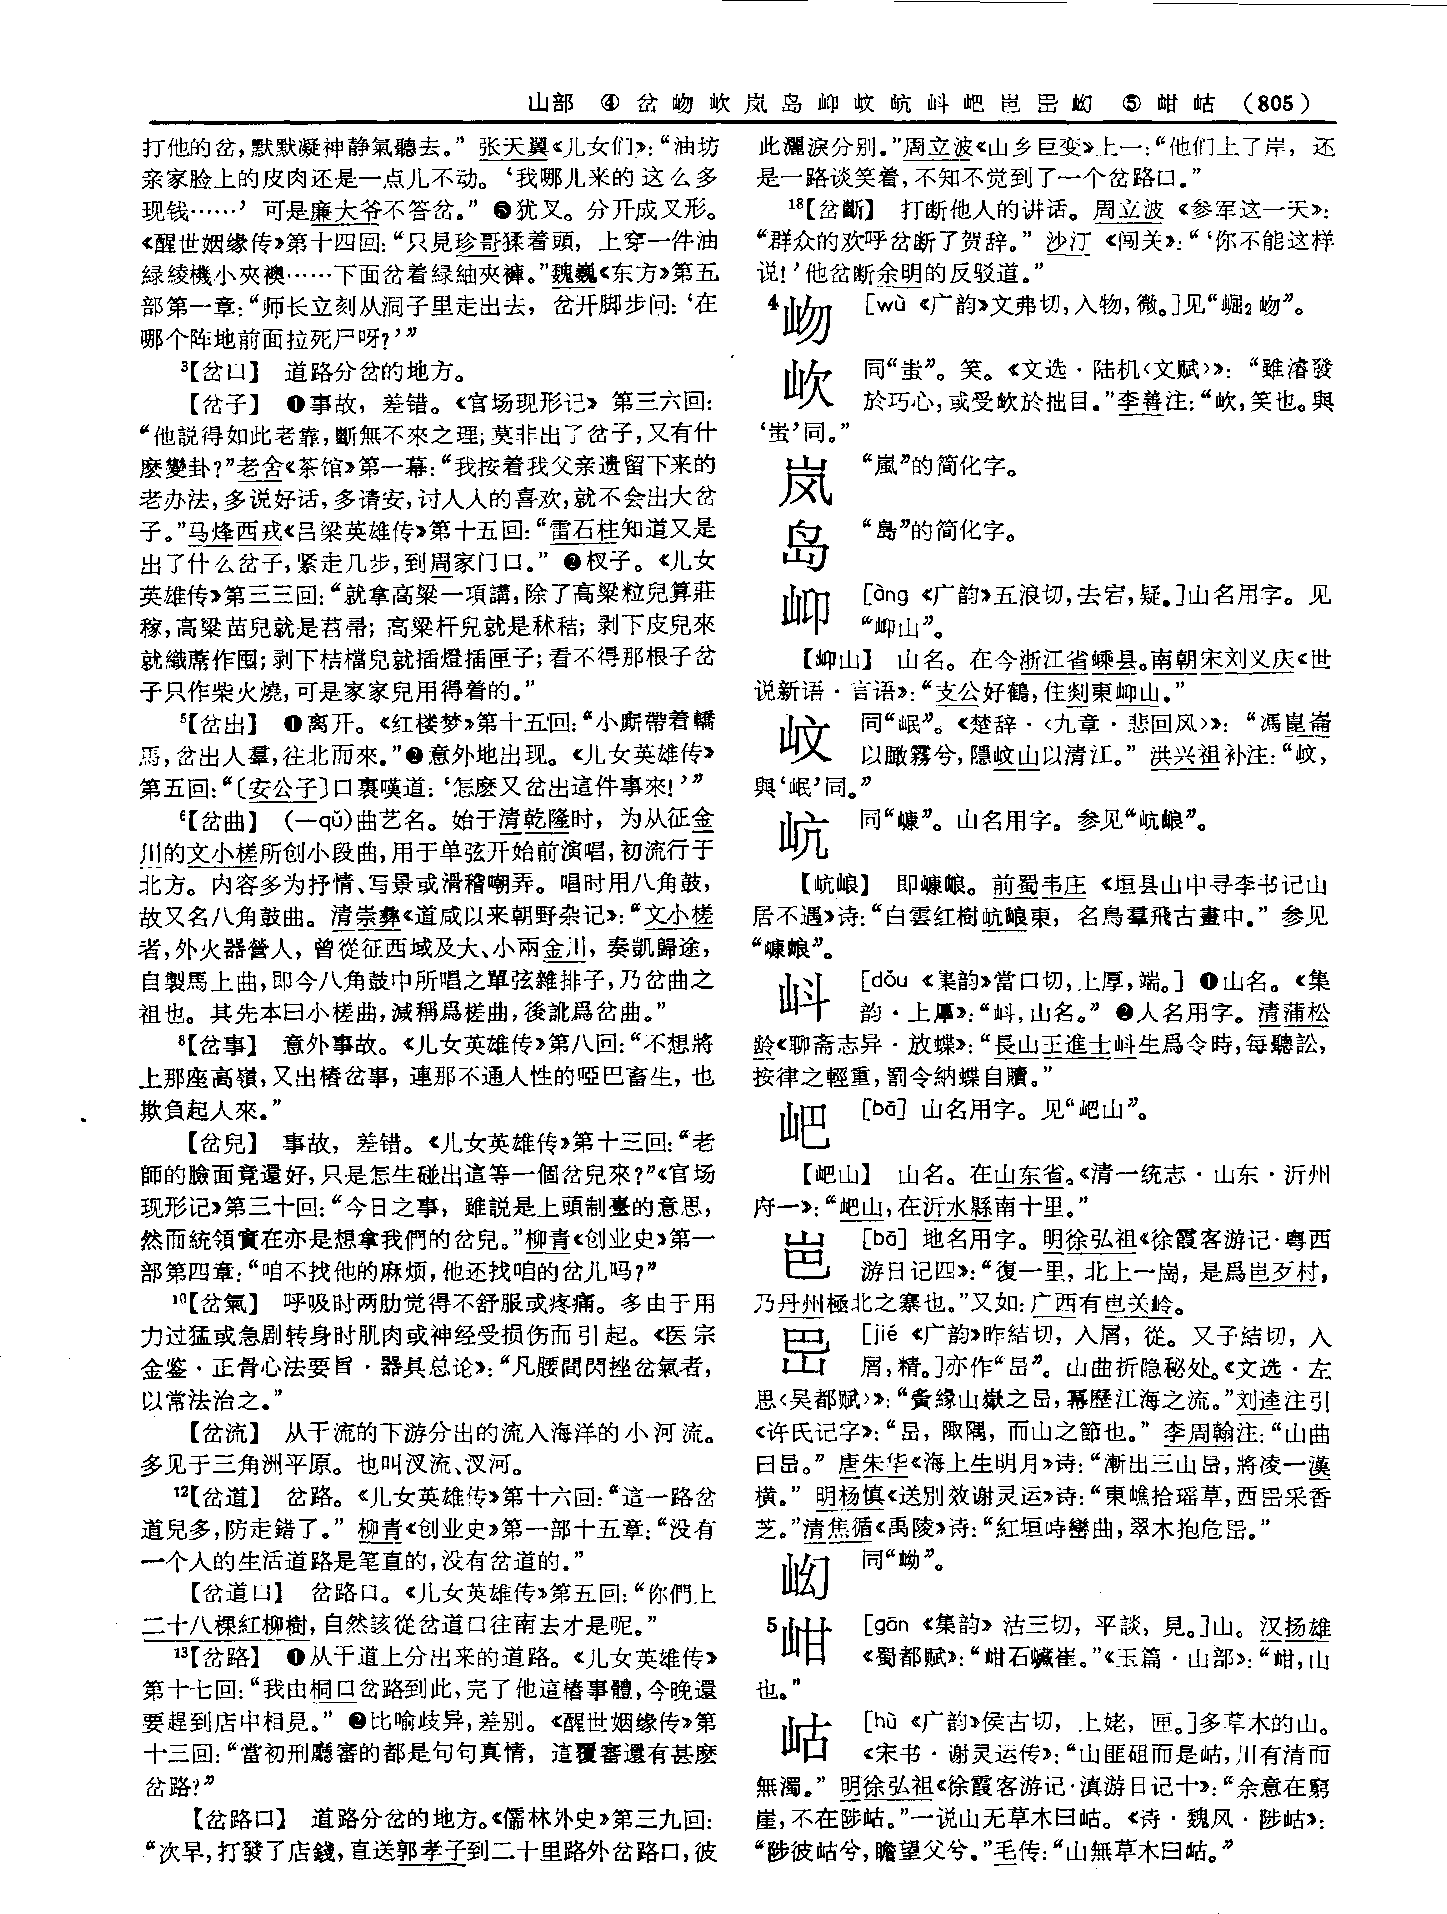 山部 ④ 岔岉㰦岚岛岇岐岲㞳岜岊岊岰 ⑤ 岾岵 (805)
打他的岔,默默凝神静氣聽去。” 张天翼《儿女们》:“油坊
亲家脸上的皮肉还是一点儿不动。‘我哪儿来的这么多
现钱……’ 可是廉大爷不答岔。” ❺犹叉。分开成叉形。
《醒世姻缘传》第十四回:“只見珍哥猱着頭, 上穿一件油
緑綾機小夾襖……下面岔着緑紬夾褲。”魏巍《东方》第五
部第一章:“师长立刻从洞子里走出去, 岔开脚步问:‘在
哪个阵地前面拉死尸呀?’”
³【岔口】 道路分岔的地方。
【岔子】 ❶事故, 差错。《官场现形记》 第三六回:
“他説得如此老靠,斷無不來之理;莫非出了岔子,又有什
麽變卦?”老舍《茶馆》第一幕:“我按着我父亲遗留下来的
老办法,多说好话,多请安,讨人人的喜欢,就不会出大岔
子。”马烽西戎《吕梁英雄传》第十五回:“雷石柱知道又是
出了什么岔子,紧走几步,到周家门口。” ❷杈子。《儿女
英雄传》第三三回:“就拿高粱一項講,除了高粱粒兒算莊
稼,高粱苗兒就是笤帚; 高粱杆兒就是秫秸; 剥下皮兒來
就織蓆作囤;剥下桔檔兒就插燈插匣子;看不得那根子岔
子只作柴火燒,可是家家兒用得着的。”
⁵【岔出】 ❶离开。《红楼梦》第十五回:“小廝帶着轎
馬,岔出人羣,往北而來。”❷意外地出现。《儿女英雄传》
第五回:“〔安公子〕口裏嘆道:‘怎麽又岔出這件事來!’”
⁶【岔曲】 (—qǔ)曲艺名。始于清乾隆时, 为从征金
川的文小槎所创小段曲,用于单弦开始前演唱,初流行于
北方。内容多为抒情、写景或滑稽嘲弄。唱时用八角鼓,
故又名八角鼓曲。清崇彝《道咸以来朝野杂记》:“文小槎
者,外火器營人, 曾從征西域及大、小兩金川, 奏凱歸途,
自製馬上曲,即今八角鼓中所唱之單弦雜排子,乃岔曲之
祖也。其先本曰小槎曲,減稱爲槎曲,後訛爲岔曲。”
⁸【岔事】 意外事故。《儿女英雄传》第八回:“不想將
上那座高嶺,又出樁岔事, 連那不通人性的啞巴畜生, 也
欺負起人來。”
【岔兒】 事故, 差错。《儿女英雄传》第十三回:“老
師的臉面竟還好,只是怎生碰出這等一個岔兒來?”《官场
现形记》第三十回:“今日之事, 雖説是上頭制臺的意思,
然而統領實在亦是想拿我們的岔兒。”柳青《创业史》第一
部第四章:“咱不找他的麻烦,他还找咱的岔儿吗?”
¹⁰【岔氣】 呼吸时两肋觉得不舒服或疼痛。多由于用
力过猛或急剧转身时肌肉或神经受损伤而引起。《医宗
金鉴·正骨心法要旨·器具总论》:“凡腰間閃挫岔氣者,
以常法治之。”
【岔流】 从干流的下游分出的流入海洋的小河流。
多见于三角洲平原。也叫汊流、汊河。
¹²【岔道】 岔路。《儿女英雄传》第十六回:“這一路岔
道兒多,防走錯了。” 柳青《创业史》第一部十五章:“没有
一个人的生活道路是笔直的,没有岔道的。”
【岔道口】 岔路口。《儿女英雄传》第五回:“你們上
二十八棵紅柳樹,自然該從岔道口往南去才是呢。”
¹³【岔路】 ❶从干道上分出来的道路。《儿女英雄传》
第十七回:“我由桐口岔路到此,完了他這樁事體,今晚還
要趕到店中相見。” ❷比喻歧异,差别。《醒世姻缘传》第
十三回:“當初刑廳審的都是句句真情, 這覆審還有甚麽
岔路?”
【岔路口】 道路分岔的地方。《儒林外史》第三九回:
“次早,打發了店錢,直送郭孝子到二十里路外岔路口,彼
此灑淚分别。”周立波《山乡巨变》上一:“他们上了岸, 还
是一路谈笑着,不知不觉到了一个岔路口。”
¹⁸【岔斷】 打断他人的讲话。周立波《参军这一天》:
“群众的欢呼岔断了贺辞。” 沙汀《闯关》:“‘你不能这样
说!’他岔断余明的反驳道。”
⁴岉 [wù 《广韵》文弗切,入物,微。]见“崛₂岉”。
㰦 同“蚩”。笑。《文选·陆机〈文赋〉》: “雖濬發
於巧心,或受㰦於拙目。”李善注:“㰦,笑也。與
‘蚩’同。”
岚 “嵐”的简化字。
岛 “島”的简化字。
岇 [àng 《广韵》五浪切,去宕,疑。]山名用字。见
“岇山”。
【岇山】 山名。在今浙江省嵊县。南朝宋刘义庆《世
说新语·言语》:“支公好鶴,住剡東岇山。”
㞶 同“岷”。《楚辞·〈九章·悲回风〉》: “馮崑崙
以瞰霧兮,隱㞶山以清江。” 洪兴祖补注:“㞶,
與‘岷’同。”
㞧 同“嵻”。山名用字。参见“㞧崀”。
【㞧崀】 即嵻崀。前蜀韦庄《垣县山中寻李书记山
居不遇》诗:“白雲紅樹㞧崀東, 名鳥羣飛古畫中。” 参见
“嵻崀”。
㞳 [dǒu 《集韵》當口切,上厚,端。] ❶山名。《集
韵·上厚》:“㞳,山名。” ❷人名用字。清蒲松
龄《聊斋志异·放蝶》:“長山王進士㞳生爲令時,每聽訟,
按律之輕重,罰令納蝶自贖。”
岜 [bā] 山名用字。见“岜山”。
【岜山】 山名。在山东省。《清一统志·山东·沂州
府一》:“岜山,在沂水縣南十里。”
岜 [bā] 地名用字。明徐弘祖《徐霞客游记·粤西
游日记四》:“復一里, 北上一崗, 是爲岜歹村,
乃丹州極北之寨也。”又如:广西有岜关岭。
岊 [jié 《广韵》昨結切, 入屑, 從。又子结切, 入
屑,精。]亦作“㞯”。山曲折隐秘处。《文选·左
思〈吴都赋〉》:“夤緣山嶽之岊,冪歷江海之流。”刘逵注引
《许氏记字》:“岊, 陬隅, 而山之節也。” 李周翰注:“山曲
曰岊。” 唐朱华《海上生明月》诗:“漸出三山岊,將凌一漢
横。” 明杨慎《送别效谢灵运》诗:“東嶕拾瑶草,西岊采香
芝。”清焦循《禹陵》诗:“紅垣峙巒曲,翠木抱危岊。”
㞾 同“岰”。
⁵㟀 [gān 《集韵》 沽三切, 平談, 見。]山。汉扬雄
《蜀都赋》:“㟀石巘崔。”《玉篇·山部》:“㟀,山
也。”
岵 [hù 《广韵》侯古切, 上姥, 匣。]多草木的山。
《宋书·谢灵运传》:“山匪砠而是岵,川有清而
無濁。” 明徐弘祖《徐霞客游记·滇游日记十》:“余意在窮
崖,不在陟岵。”一说山无草木曰岵。《诗·魏风·陟岵》:
“陟彼岵兮,瞻望父兮。”毛传:“山無草木曰岵。”